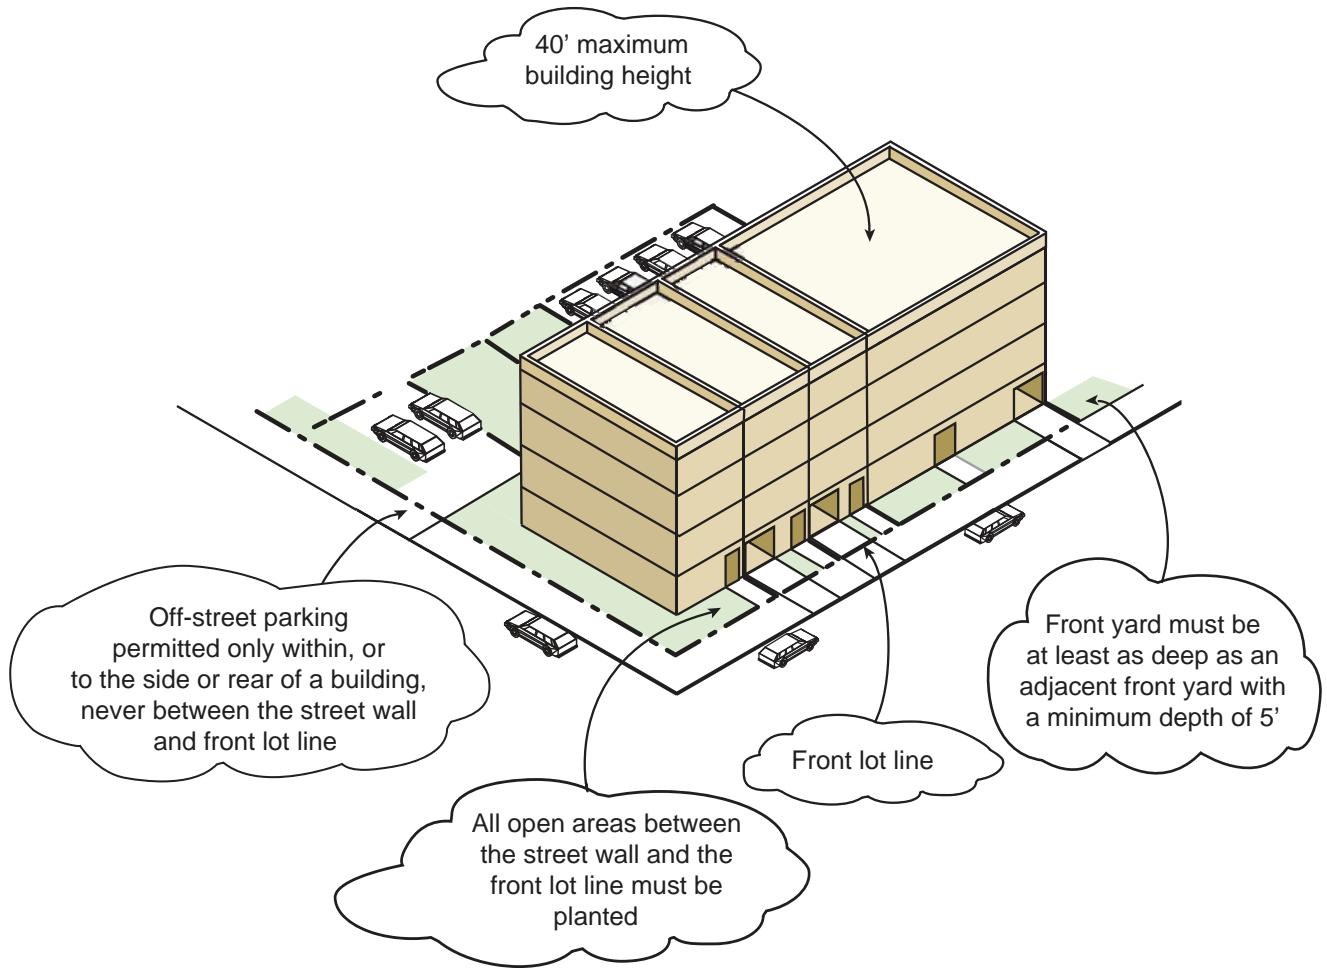 40’ maximum
building height
Off-street parking
permitted only within, or
to the side or rear of a building,
never between the street wall
and front lot line
Front yard must be
at least as deep as an
adjacent front yard with
a minimum depth of 5’
Front lot line
All open areas between
the street wall and the
front lot line must be
planted